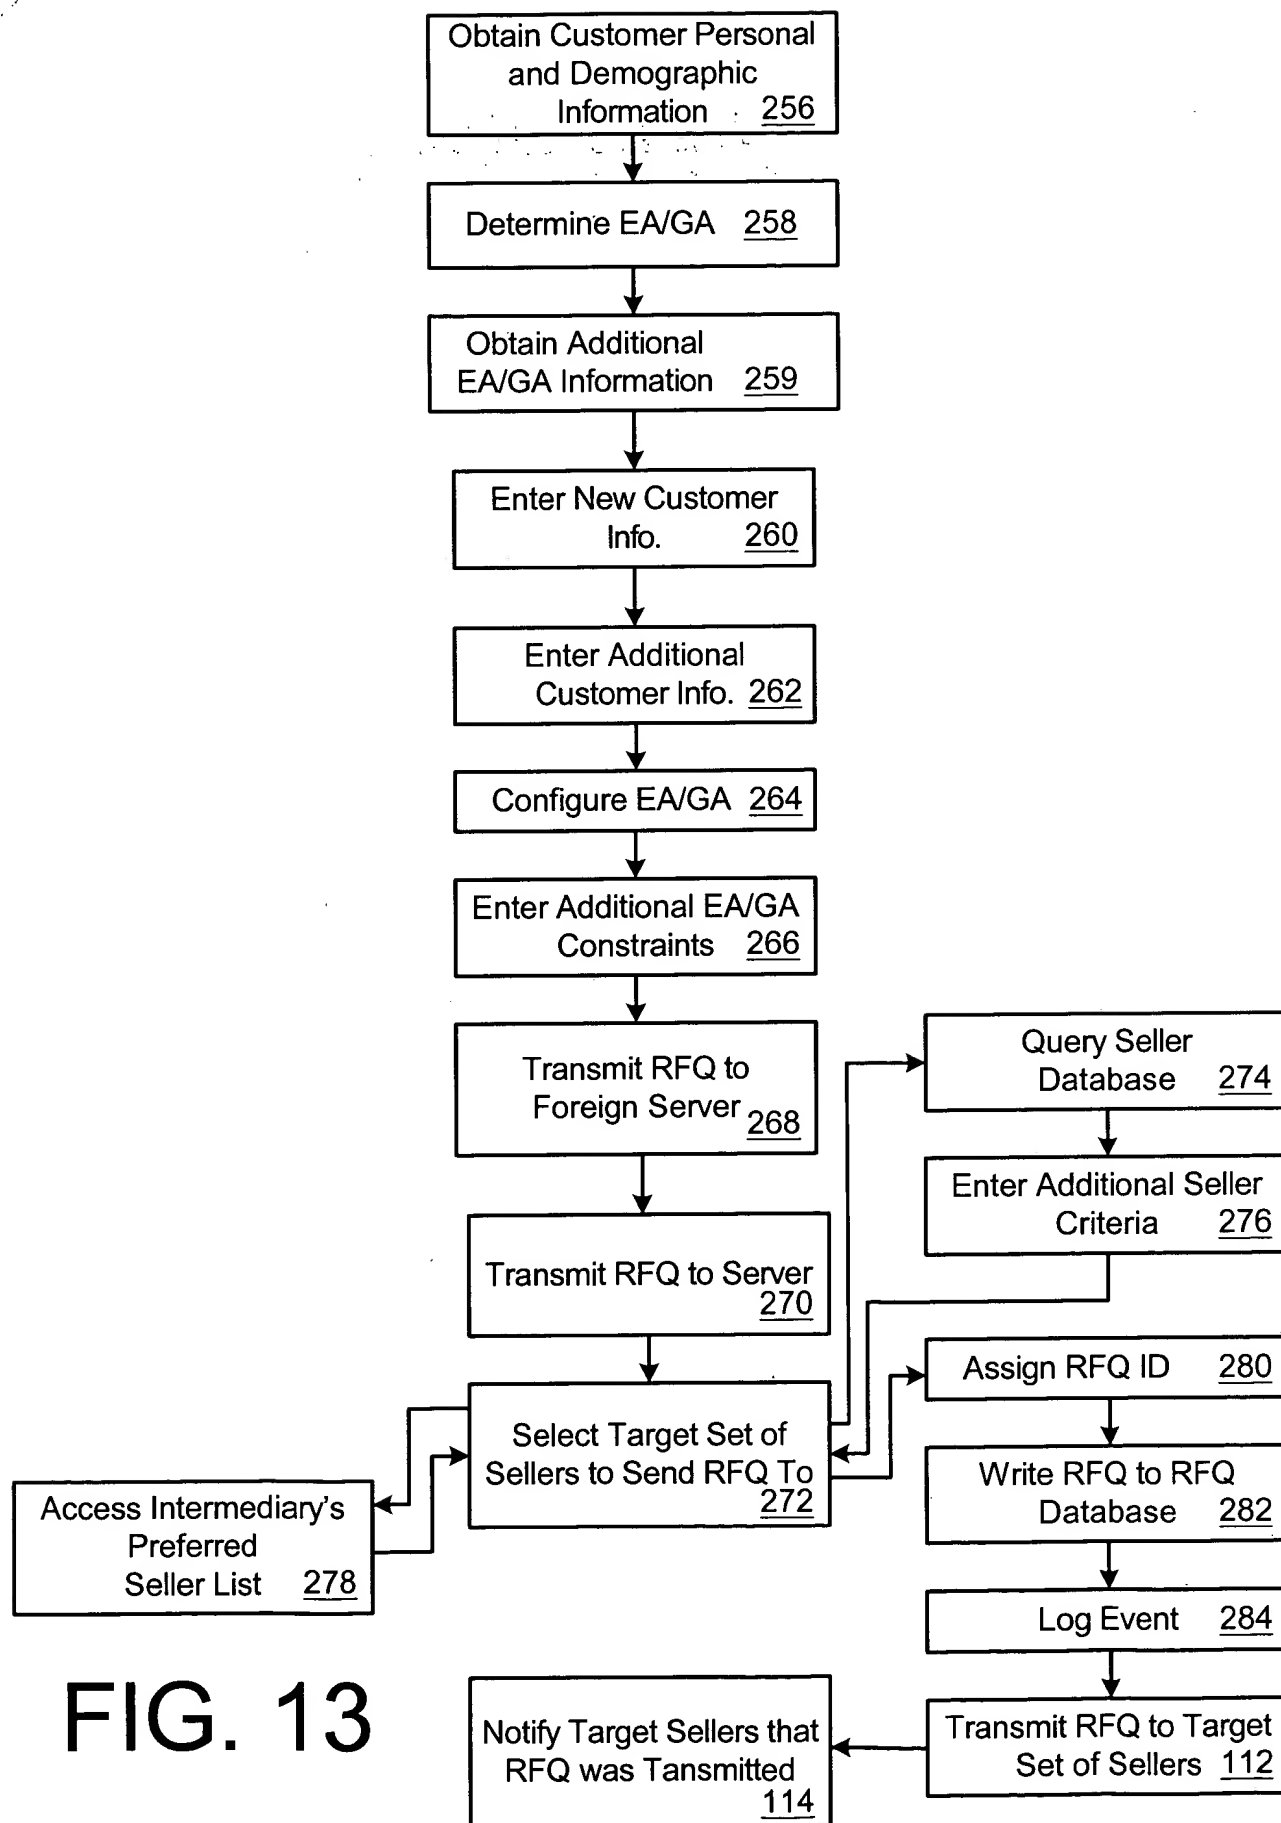 Obtain Customer Personal
and Demographic
Information 256
Determine EA/GA 258
Obtain Additional
EA/GA Information 259
Enter New Customer
Info. 260
Enter Additional
Customer Info. 262
Configure EA/GA 264
Enter Additional EA/GA
Constraints 266
Transmit RFQ to
Foreign Server 268
Transmit RFQ to Server
270
Select Target Set of
Sellers to Send RFQ To
272
Query Seller
Database 274
Enter Additional Seller
Criteria 276
Access Intermediary's
Preferred
Seller List 278
Assign RFQ ID 280
Write RFQ to RFQ
Database 282
Log Event 284
Transmit RFQ to Target
Set of Sellers 112
Notify Target Sellers that
RFQ was Tansmitted
114
FIG. 13